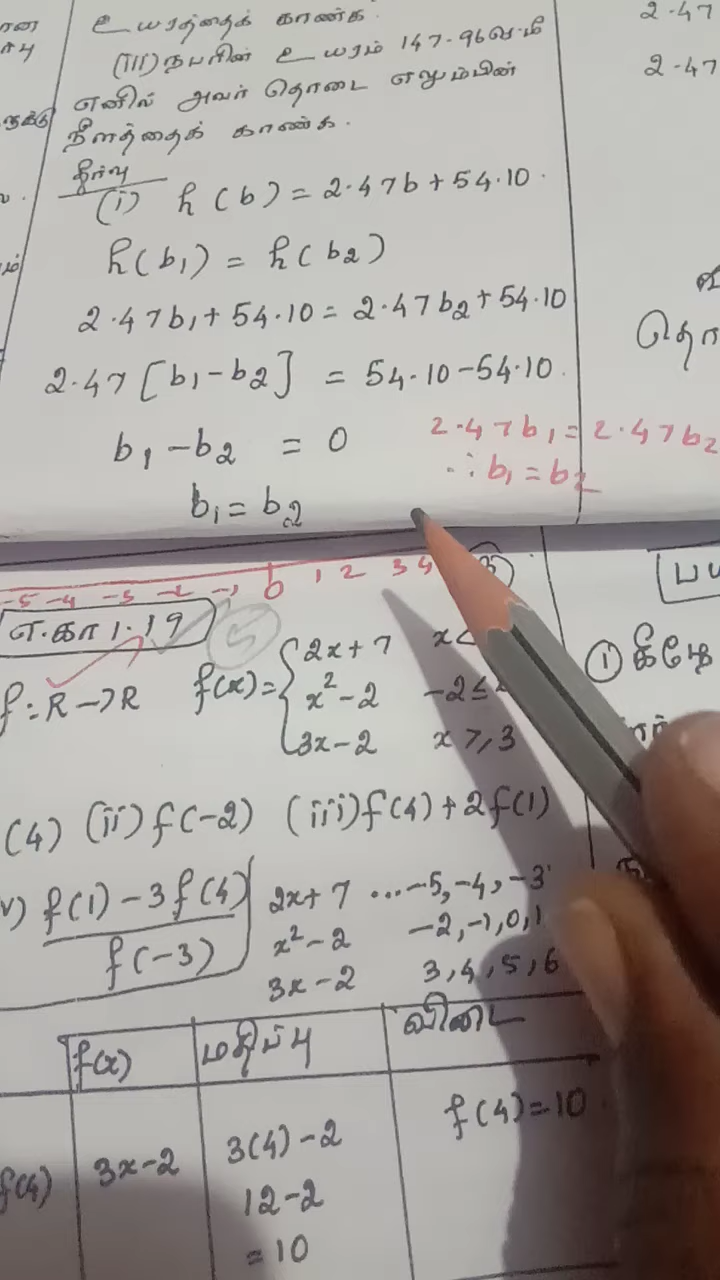 உயரத்தைக் காண்க.
(iii) நபரின் உயரம் 147.96 செ.மீ
எனில் அவர் தொடை எலும்பின்
நீளத்தைக் காண்க.
தீர்வு
(i) h(b) = 2.47b + 54.10.
h(b₁) = h(b₂)
2.47b₁ + 54.10 = 2.47b₂ + 54.10
2.47[b₁ - b₂] = 54.10 - 54.10.
b₁ - b₂ = 0
b₁ = b₂
2.47b₁ = 2.47b₂
∴ b₁ = b₂
2.47
2.47
-5 -4 -3 -2 -1 0 1 2 3 4
எ.கா 1.19
f: R → R f(x) = { 2x + 7 x <
x² - 2 -2 ≤
3x - 2 x ≥ 3
(4) (ii) f(-2) (iii) f(4) + 2f(1)
f(1) - 3f(4)
f(-3)
2x + 7 ... -5, -4, -3
x² - 2 -2, -1, 0, 1
3x - 2 3, 4, 5, 6
f(x) மதிப்பு விடை
f(4) 3x - 2 3(4) - 2 f(4) = 10
12 - 2
= 10
① கீழே